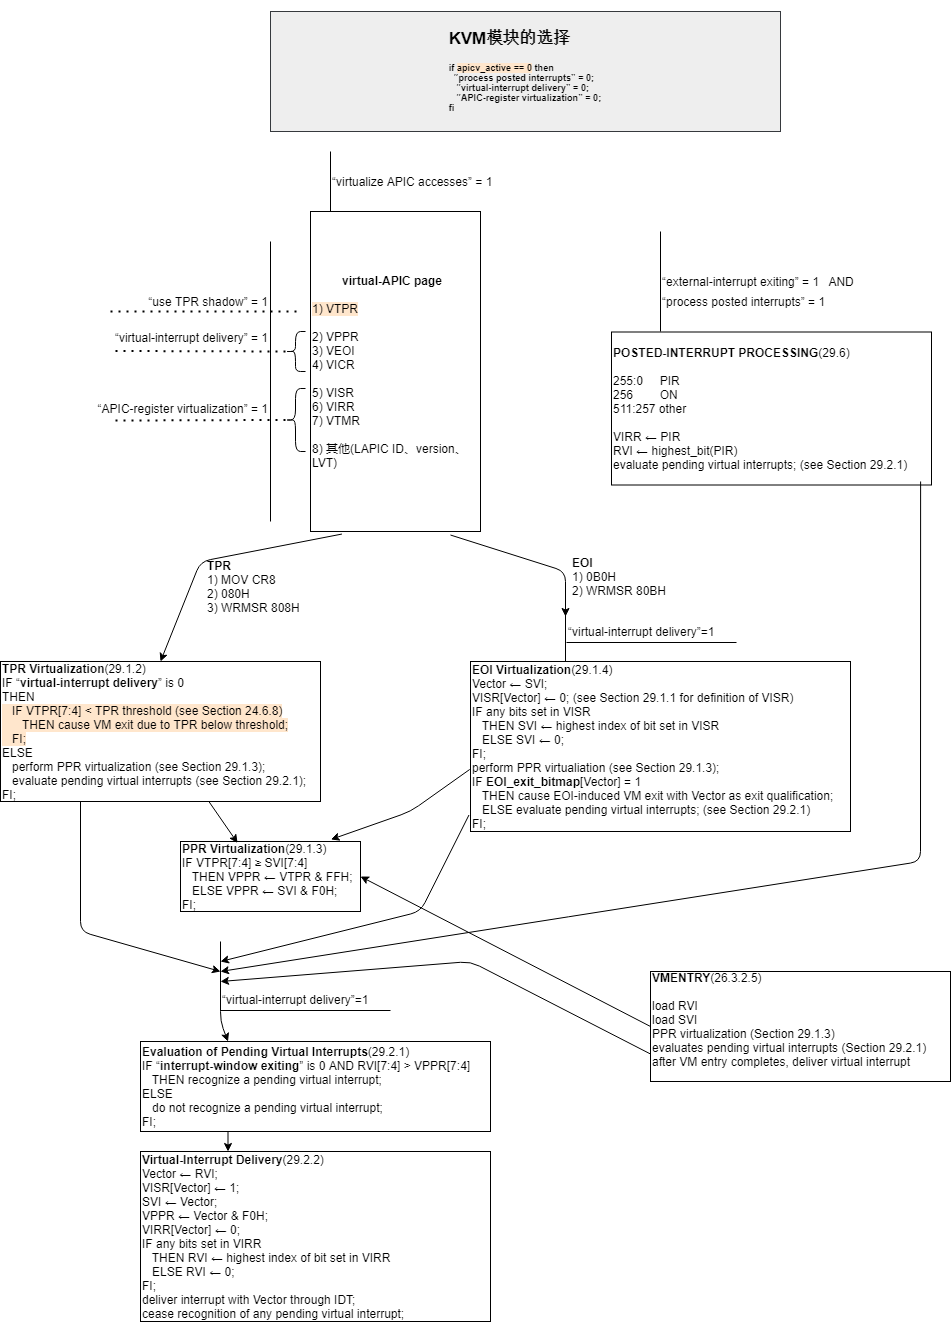 KVM模块的选择
if apicv_active == 0 then
"process posted interrupts" = 0;
"virtual-interrupt delivery" = 0;
"APIC-register virtualization" = 0;
fi
“virtualize APIC accesses” = 1
virtual-APIC page
“use TPR shadow” = 1
1) VTPR
“virtual-interrupt delivery” = 1
2) VPPR
3) VEOI
4) VICR
“APIC-register virtualization” = 1
5) VISR
6) VIRR
7) VTMR
8) 其他(LAPIC ID、version、
LVT)
“external-interrupt exiting” = 1   AND
“process posted interrupts” = 1
POSTED-INTERRUPT PROCESSING(29.6)
255:0     PIR
256        ON
511:257 other
VIRR ← PIR
RVI ← highest_bit(PIR)
evaluate pending virtual interrupts; (see Section 29.2.1)
TPR
1) MOV CR8
2) 080H
3) WRMSR 808H
EOI
1) 0B0H
2) WRMSR 80BH
“virtual-interrupt delivery”=1
TPR Virtualization(29.1.2)
IF “virtual-interrupt delivery” is 0
THEN
IF VTPR[7:4] < TPR threshold (see Section 24.6.8)
THEN cause VM exit due to TPR below threshold;
FI;
ELSE
perform PPR virtualization (see Section 29.1.3);
evaluate pending virtual interrupts (see Section 29.2.1);
FI;
EOI Virtualization(29.1.4)
Vector ← SVI;
VISR[Vector] ← 0; (see Section 29.1.1 for definition of VISR)
IF any bits set in VISR
THEN SVI ← highest index of bit set in VISR
ELSE SVI ← 0;
FI;
perform PPR virtualiation (see Section 29.1.3);
IF EOI_exit_bitmap[Vector] = 1
THEN cause EOI-induced VM exit with Vector as exit qualification;
ELSE evaluate pending virtual interrupts; (see Section 29.2.1)
FI;
PPR Virtualization(29.1.3)
IF VTPR[7:4] ≥ SVI[7:4]
THEN VPPR ← VTPR & FFH;
ELSE VPPR ← SVI & F0H;
FI;
“virtual-interrupt delivery”=1
VMENTRY(26.3.2.5)
load RVI
load SVI
PPR virtualization (Section 29.1.3)
evaluates pending virtual interrupts (Section 29.2.1)
after VM entry completes, deliver virtual interrupt
Evaluation of Pending Virtual Interrupts(29.2.1)
IF “interrupt-window exiting” is 0 AND RVI[7:4] > VPPR[7:4]
THEN recognize a pending virtual interrupt;
ELSE
do not recognize a pending virtual interrupt;
FI;
Virtual-Interrupt Delivery(29.2.2)
Vector ← RVI;
VISR[Vector] ← 1;
SVI ← Vector;
VPPR ← Vector & F0H;
VIRR[Vector] ← 0;
IF any bits set in VIRR
THEN RVI ← highest index of bit set in VIRR
ELSE RVI ← 0;
FI;
deliver interrupt with Vector through IDT;
cease recognition of any pending virtual interrupt;